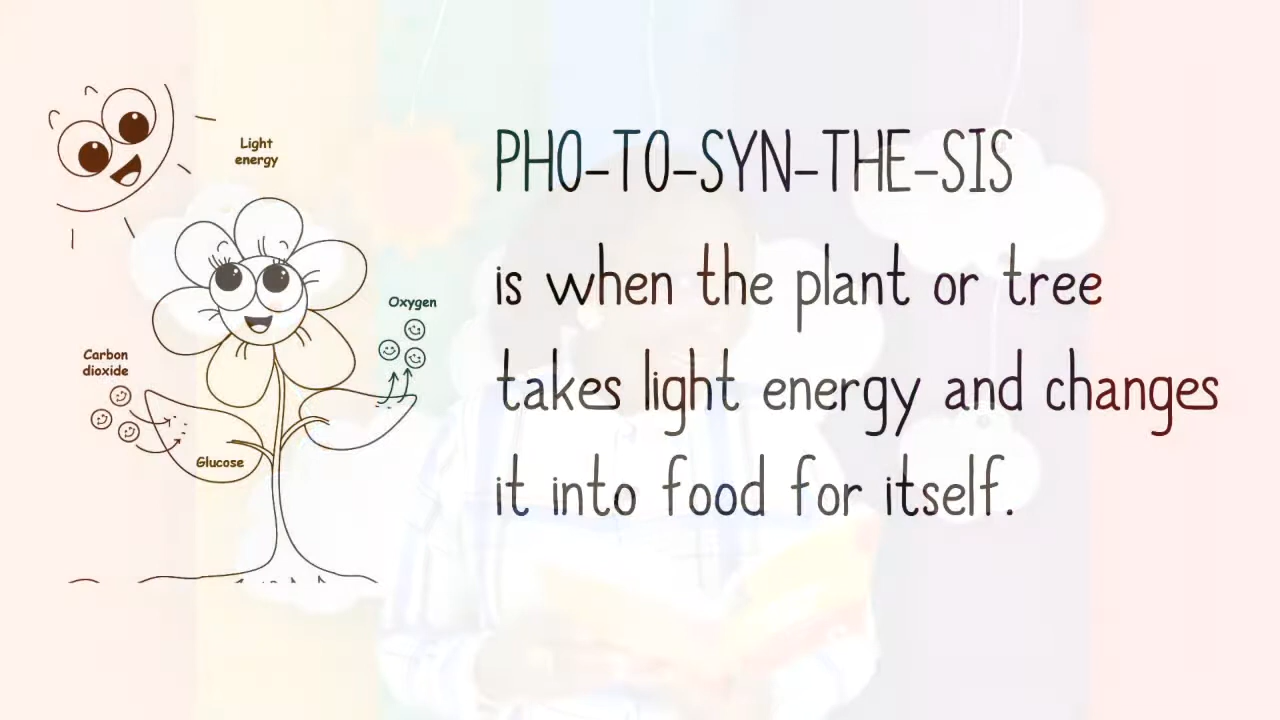 Light
energy
Oxygen
Carbon
dioxide
Glucose
PHO-TO-SYN-THE-SIS
is when the plant or tree
takes light energy and changes
it into food for itself.